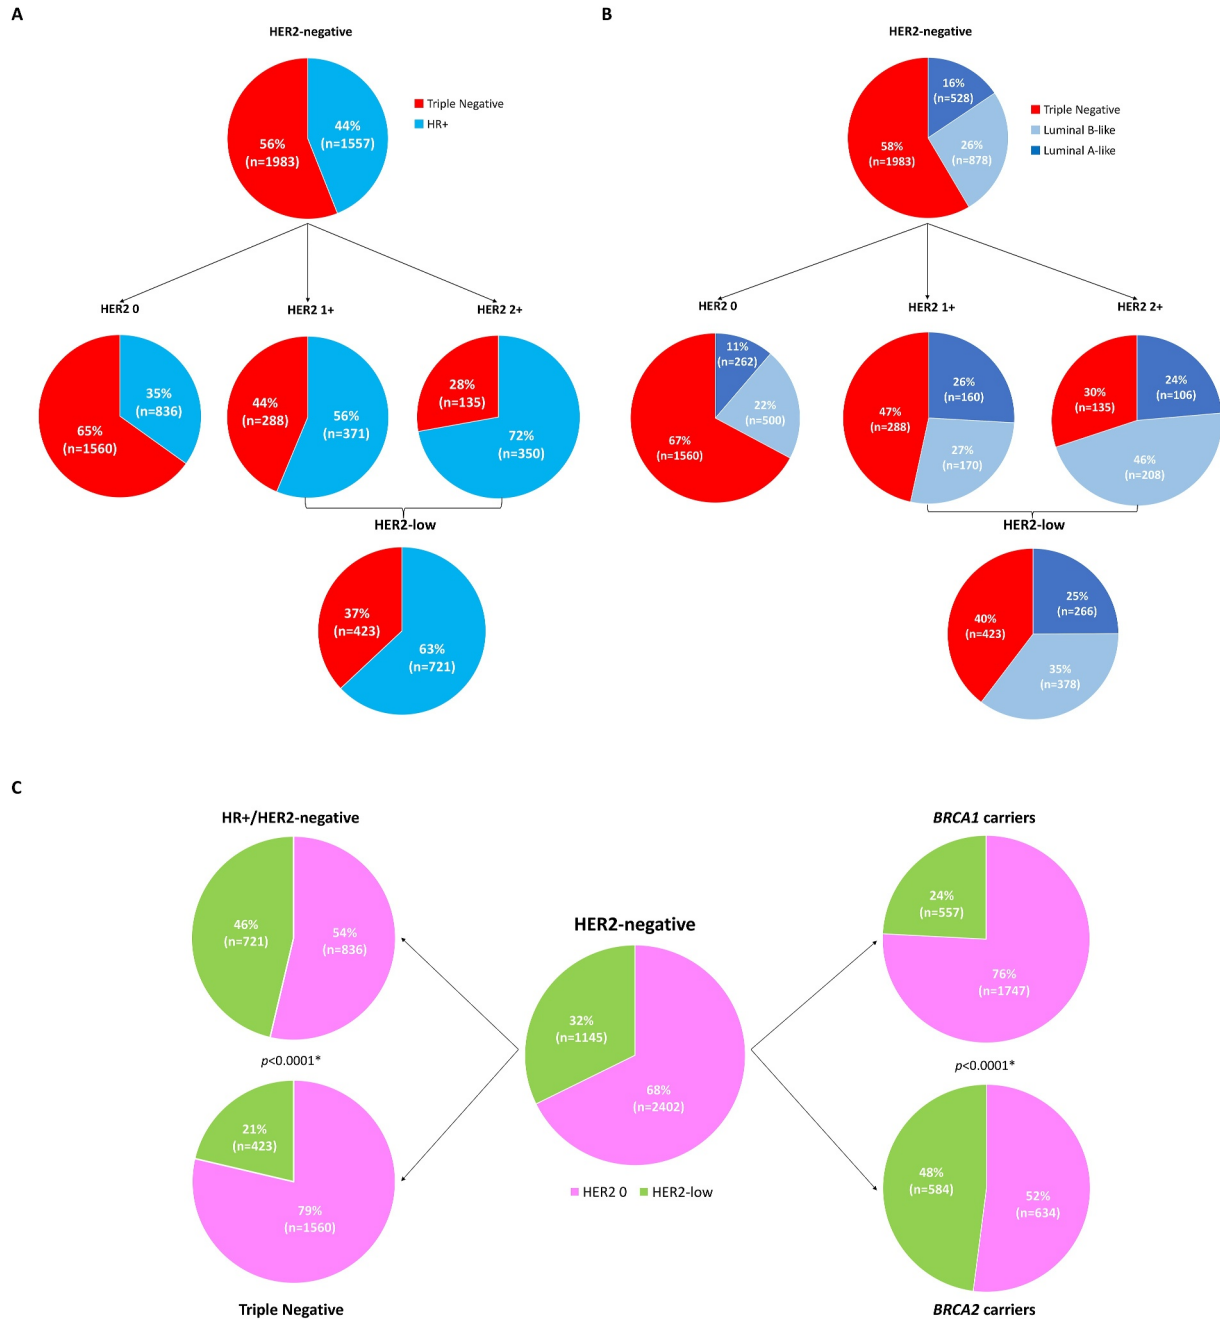 A
HER2-negative
Triple Negative
HR+
44%
(n=1557)
56%
(n=1983)
HER2 0
HER2 1+
HER2 2+
35%
(n=836)
65%
(n=1560)
44%
(n=288)
56%
(n=371)
28%
(n=135)
72%
(n=350)
HER2-low
37%
(n=423)
63%
(n=721)
B
HER2-negative
Triple Negative
Luminal B-like
Luminal A-like
16%
(n=528)
58%
(n=1983)
26%
(n=878)
HER2 0
HER2 1+
HER2 2+
11%
(n=262)
22%
(n=500)
67%
(n=1560)
26%
(n=160)
47%
(n=288)
27%
(n=170)
30%
(n=135)
24%
(n=106)
46%
(n=208)
HER2-low
25%
(n=266)
40%
(n=423)
35%
(n=378)
C
HR+/HER2-negative
46%
(n=721)
54%
(n=836)
p<0.0001*
21%
(n=423)
79%
(n=1560)
Triple Negative
HER2-negative
32%
(n=1145)
68%
(n=2402)
HER2 0
HER2-low
BRCA1 carriers
24%
(n=557)
76%
(n=1747)
p<0.0001*
48%
(n=584)
52%
(n=634)
BRCA2 carriers